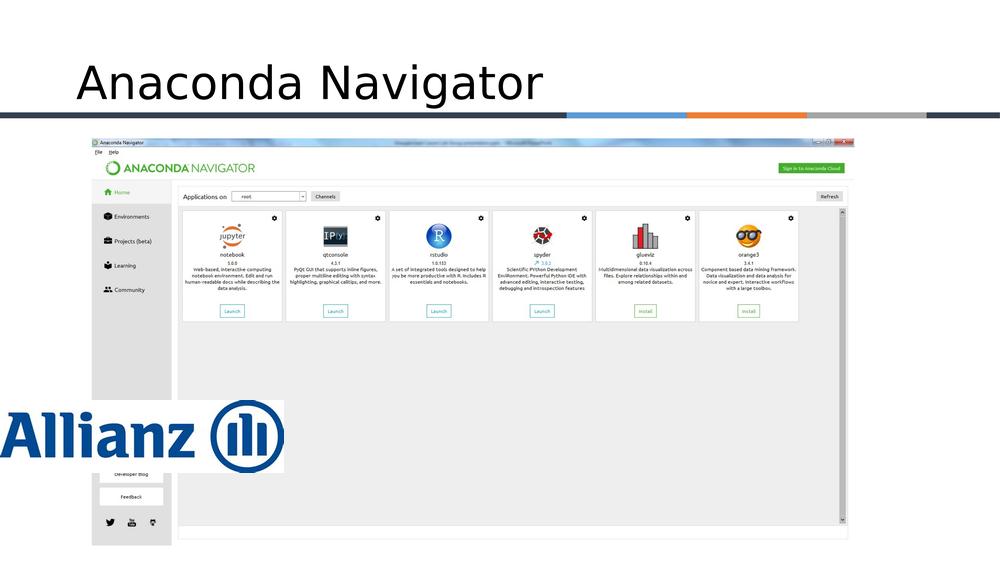 Anaconda Navigator
Anaconda Navigator
File Help
ANACONDA NAVIGATOR
Sign in to Anaconda Cloud
Home
Environments
Projects (beta)
Learning
Community
Applications on root Channels Refresh
jupyter
notebook
5.0.0
Web-based, interactive computing
notebook environment. Edit and run
human-readable docs while describing the
data analysis.
Launch
IP[y]:
qtconsole
4.3.1
PyQt GUI that supports inline figures,
proper multiline editing with syntax
highlighting, graphical calltips, and more.
Launch
R
rstudio
1.0.153
A set of integrated tools designed to help
you be more productive with R. Includes R
essentials and notebooks.
Launch
spyder
3.0.2
Scientific PYthon Development
EnviRonment. Powerful Python IDE with
advanced editing, interactive testing,
debugging and introspection features
Launch
glueviz
0.10.4
Multidimensional data visualization across
files. Explore relationships within and
among related datasets.
Install
orange3
3.4.1
Component based data mining framework.
Data visualization and data analysis for
novice and expert. Interactive workflows
with a large toolbox.
Install
Allianz
Developer Blog
Feedback